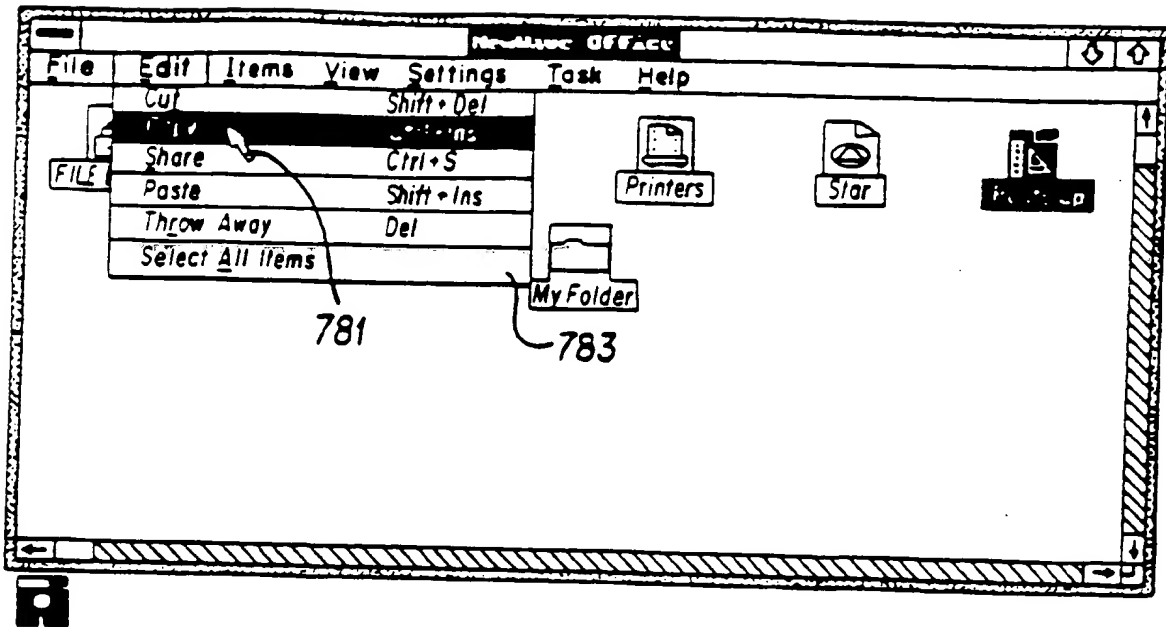 File Edit Items View Settings Task Help
Cut Shift + Del
Share Ctrl+S
Paste Shift + Ins
Throw Away Del
Select All Items
FILE
Printers
Star
My Folder
781
783